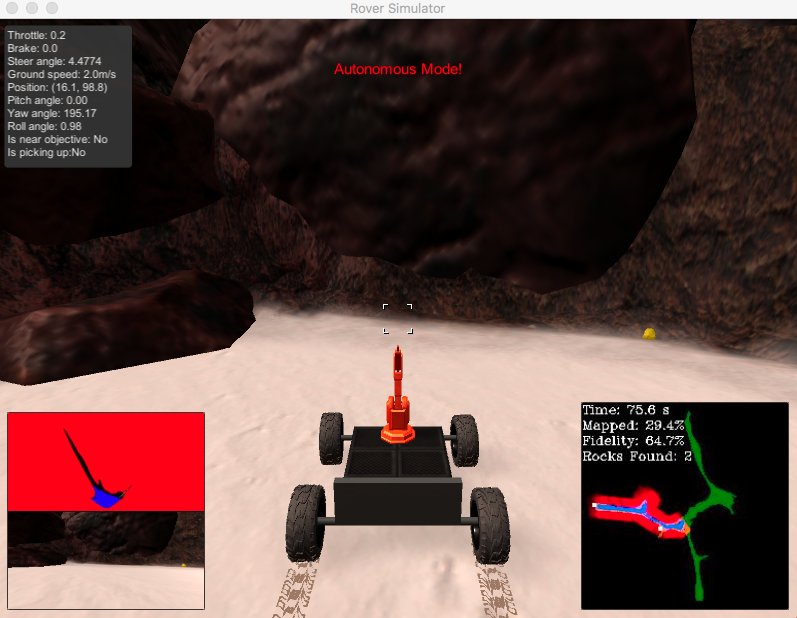 Rover Simulator
Throttle: 0.2
Brake: 0.0
Steer angle: 4.4774
Ground speed: 2.0m/s
Position: (16.1, 98.8)
Pitch angle: 0.00
Yaw angle: 195.17
Roll angle: 0.98
Is near objective: No
Is picking up:No
Autonomous Mode!
Time: 75.6 s
Mapped: 29.4%
Fidelity: 64.7%
Rocks Found: 2